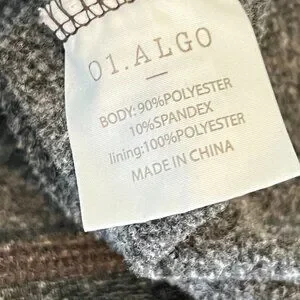 01.ALGO
BODY: 90%POLYESTER
10%SPANDEX
lining:100%POLYESTER
MADE IN CHINA